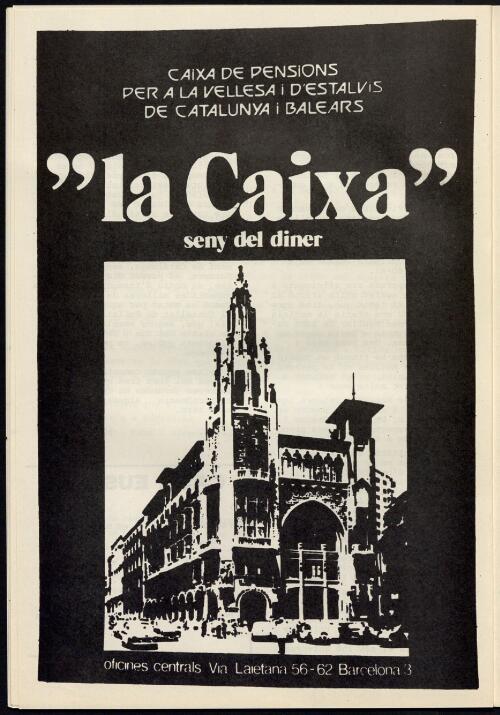 CAIXA DE PENSIONS
PER A LA VELLESA i D'ESTALVIS
DE CATALUNYA i BALEARS
”la Caixa”
seny del diner
oficines centrals Via Laietana 56-62 Barcelona 3